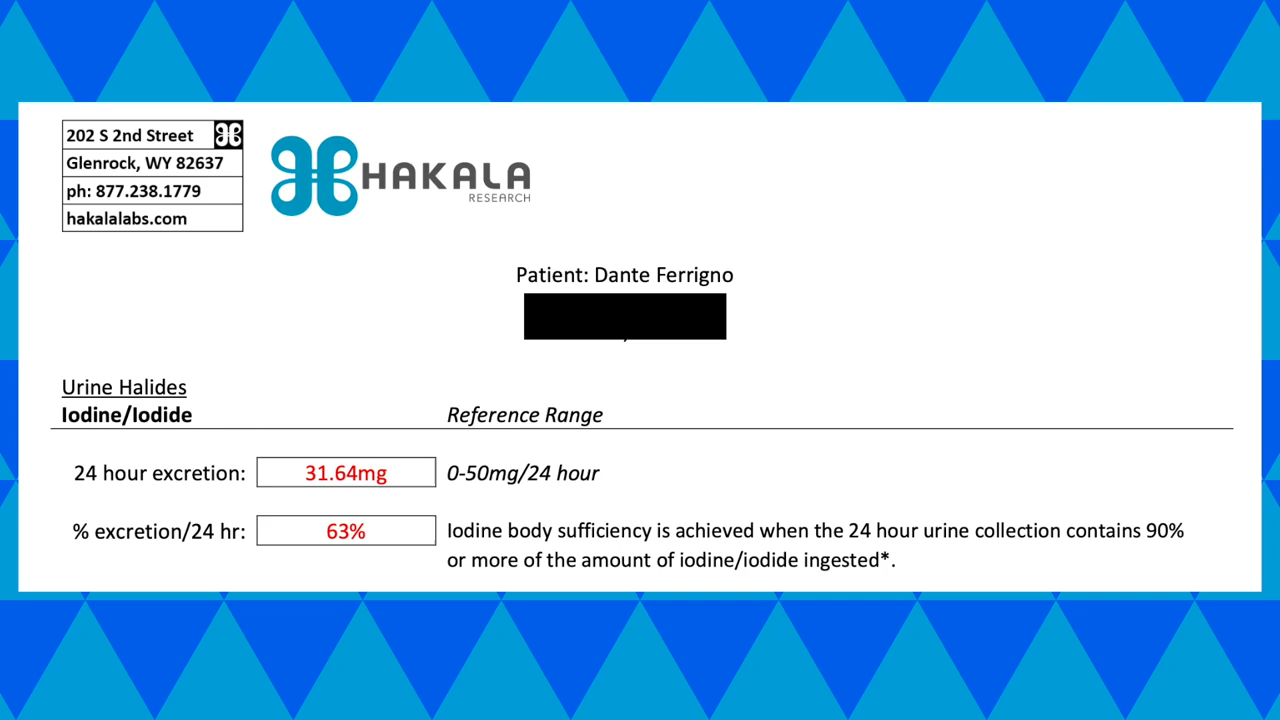 202 S 2nd Street
Glenrock, WY 82637
ph: 877.238.1779
hakalalabs.com
HAKALA
RESEARCH
Patient: Dante Ferrigno
Urine Halides
Iodine/Iodide Reference Range
24 hour excretion: 31.64mg 0-50mg/24 hour
% excretion/24 hr: 63% Iodine body sufficiency is achieved when the 24 hour urine collection contains 90%
or more of the amount of iodine/iodide ingested*.